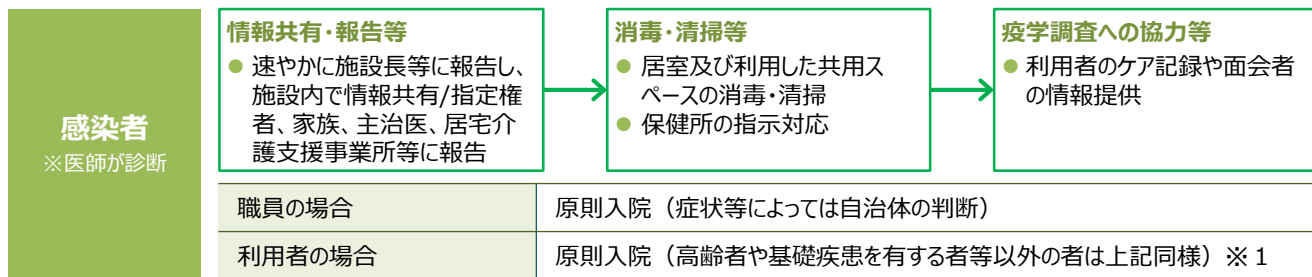 感染者
※医師が診断
情報共有・報告等
● 速やかに施設長等に報告し、
施設内で情報共有/指定権
者、家族、主治医、居宅介
護支援事業所等に報告
消毒・清掃等
● 居室及び利用した共用ス
ペースの消毒・清掃
● 保健所の指示対応
疫学調査への協力等
● 利用者のケア記録や面会者
の情報提供
職員の場合
原則入院（症状等によっては自治体の判断）
利用者の場合
原則入院（高齢者や基礎疾患を有する者等以外の者は上記同様）※１